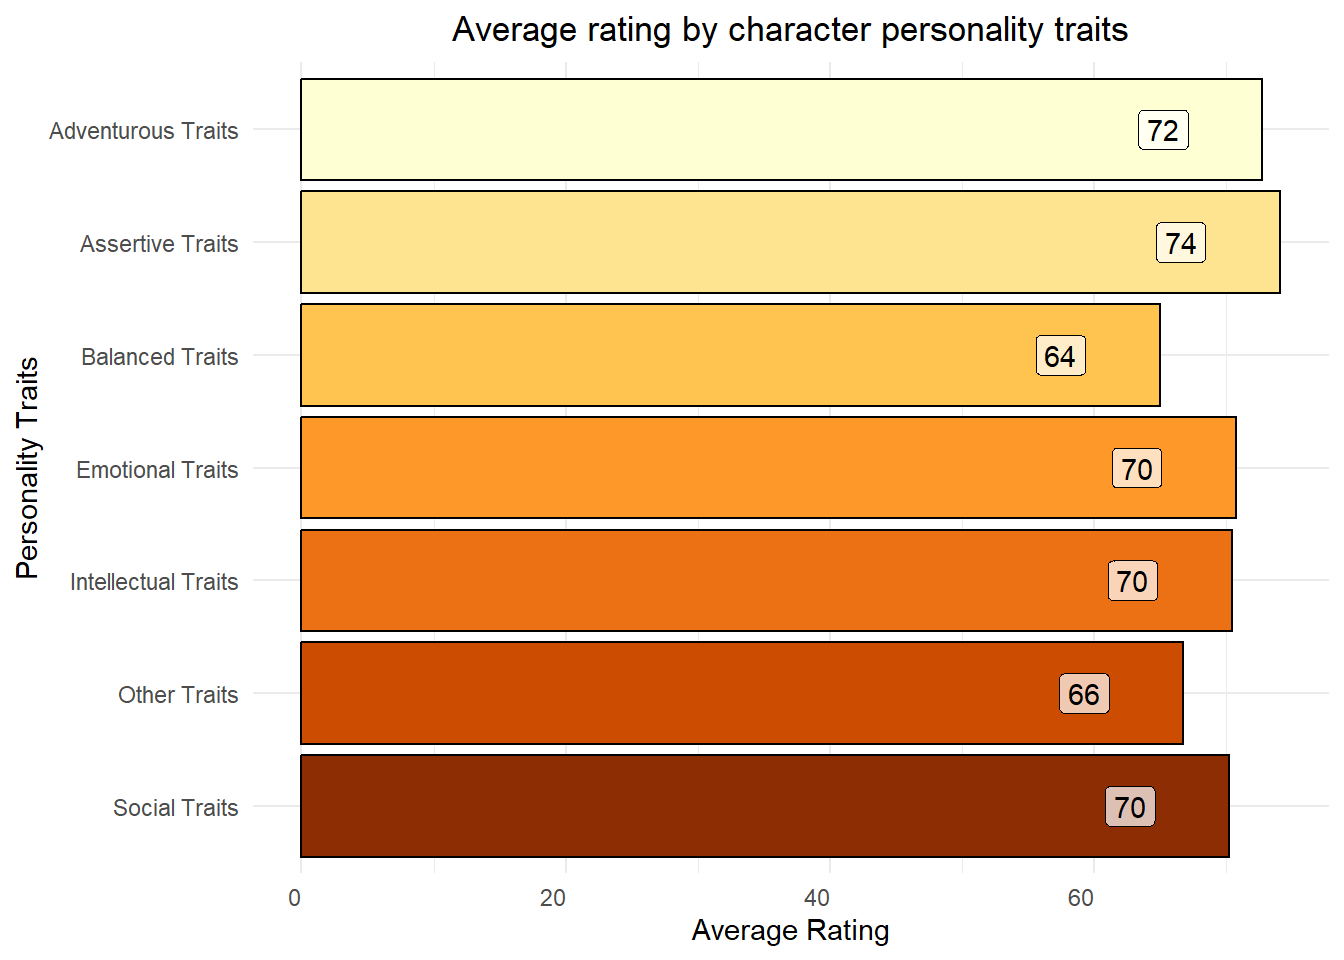 Average rating by character personality traits
Personality Traits
Adventurous Traits 72
Assertive Traits 74
Balanced Traits 64
Emotional Traits 70
Intellectual Traits 70
Other Traits 66
Social Traits 70
0 20 40 60
Average Rating